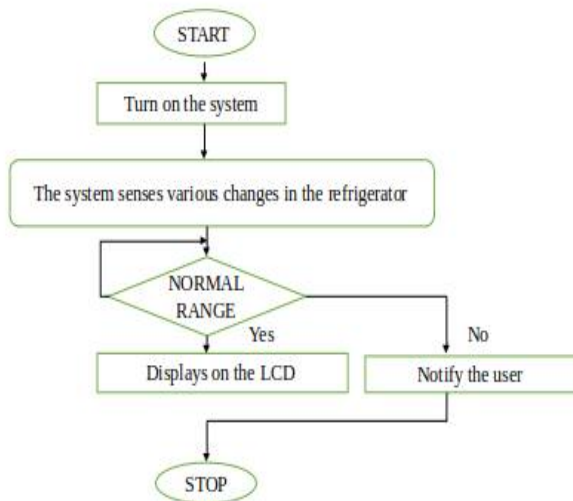 START
Turn on the system
The system senses various changes in the refrigerator
NORMAL
RANGE
Yes
No
Displays on the LCD
Notify the user
STOP